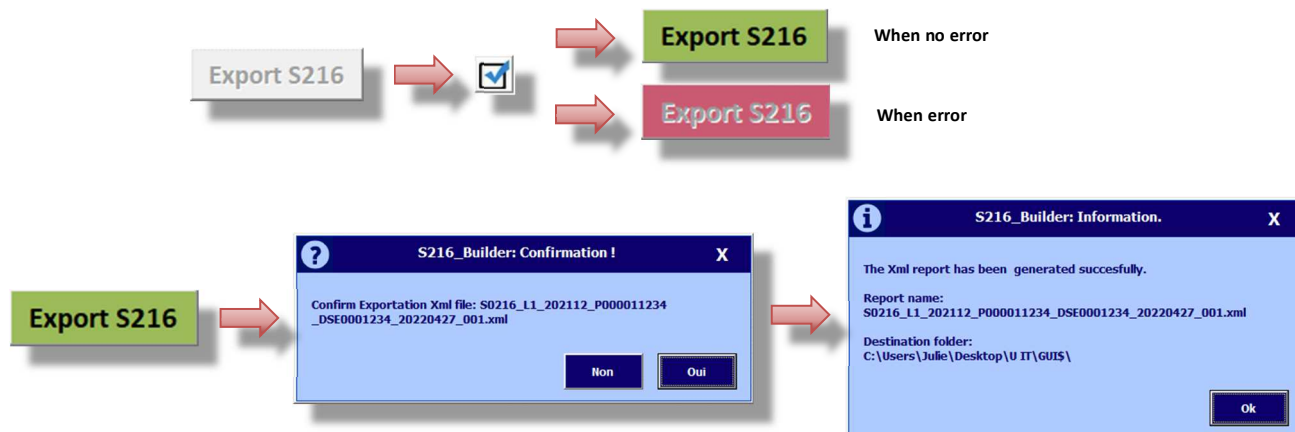 Export S216
Export S216
When no error
Export S216
When error
Export S216
? S216_Builder: Confirmation ! X
Confirm Exportation Xml file: S0216_L1_202112_P000011234
_DSE0001234_20220427_001.xml
Non
Oui
i S216_Builder: Information. X
The Xml report has been generated succesfully.
Report name:
S0216_L1_202112_P000011234_DSE0001234_20220427_001.xml
Destination folder:
C:\Users\Julie\Desktop\U IT\GUI$\
Ok